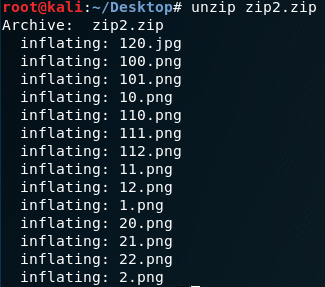 root@kali:~/Desktop# unzip zip2.zip
Archive:  zip2.zip
  inflating: 120.jpg
  inflating: 100.png
  inflating: 101.png
  inflating: 10.png
  inflating: 110.png
  inflating: 111.png
  inflating: 112.png
  inflating: 11.png
  inflating: 12.png
  inflating: 1.png
  inflating: 20.png
  inflating: 21.png
  inflating: 22.png
  inflating: 2.png